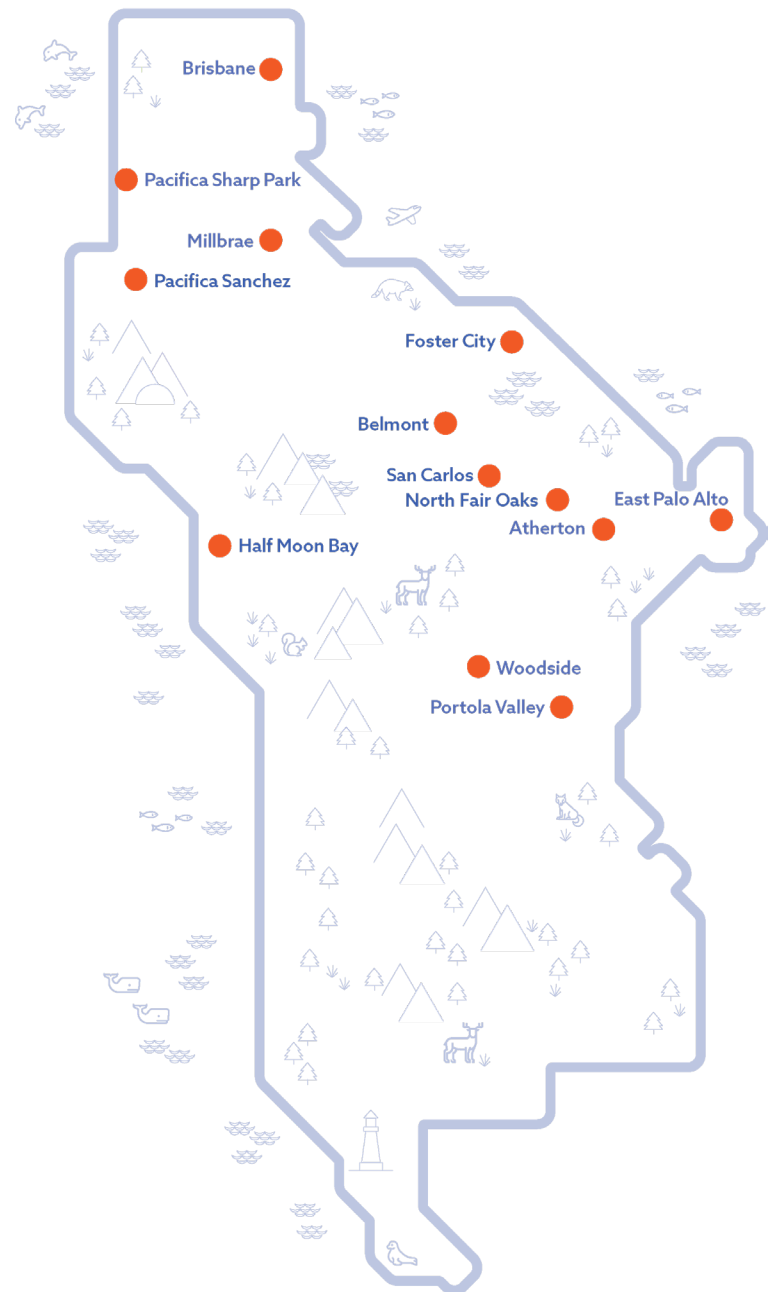 Brisbane
Pacifica Sharp Park
Millbrae
Pacifica Sanchez
Foster City
Belmont
San Carlos
North Fair Oaks
East Palo Alto
Atherton
Half Moon Bay
Woodside
Portola Valley